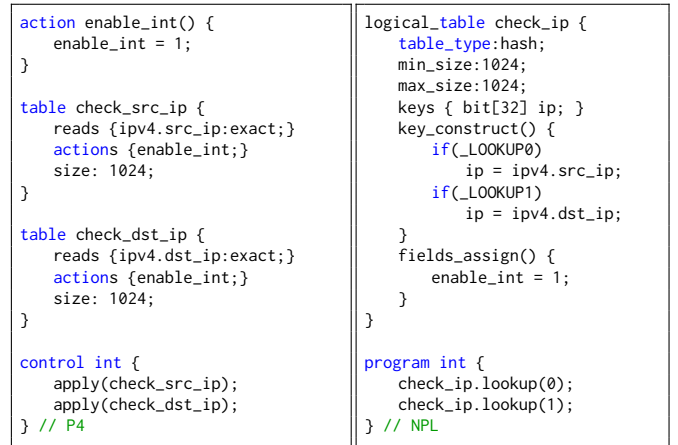 action enable_int() {
    enable_int = 1;
}

table check_src_ip {
    reads {ipv4.src_ip:exact;}
    actions {enable_int;}
    size: 1024;
}

table check_dst_ip {
    reads {ipv4.dst_ip:exact;}
    actions {enable_int;}
    size: 1024;
}

control int {
    apply(check_src_ip);
    apply(check_dst_ip);
} // P4

logical_table check_ip {
    table_type:hash;
    min_size:1024;
    max_size:1024;
    keys { bit[32] ip; }
    key_construct() {
        if(_LOOKUP0)
            ip = ipv4.src_ip;
        if(_LOOKUP1)
            ip = ipv4.dst_ip;
    }
    fields_assign() {
        enable_int = 1;
    }
}

program int {
    check_ip.lookup(0);
    check_ip.lookup(1);
} // NPL